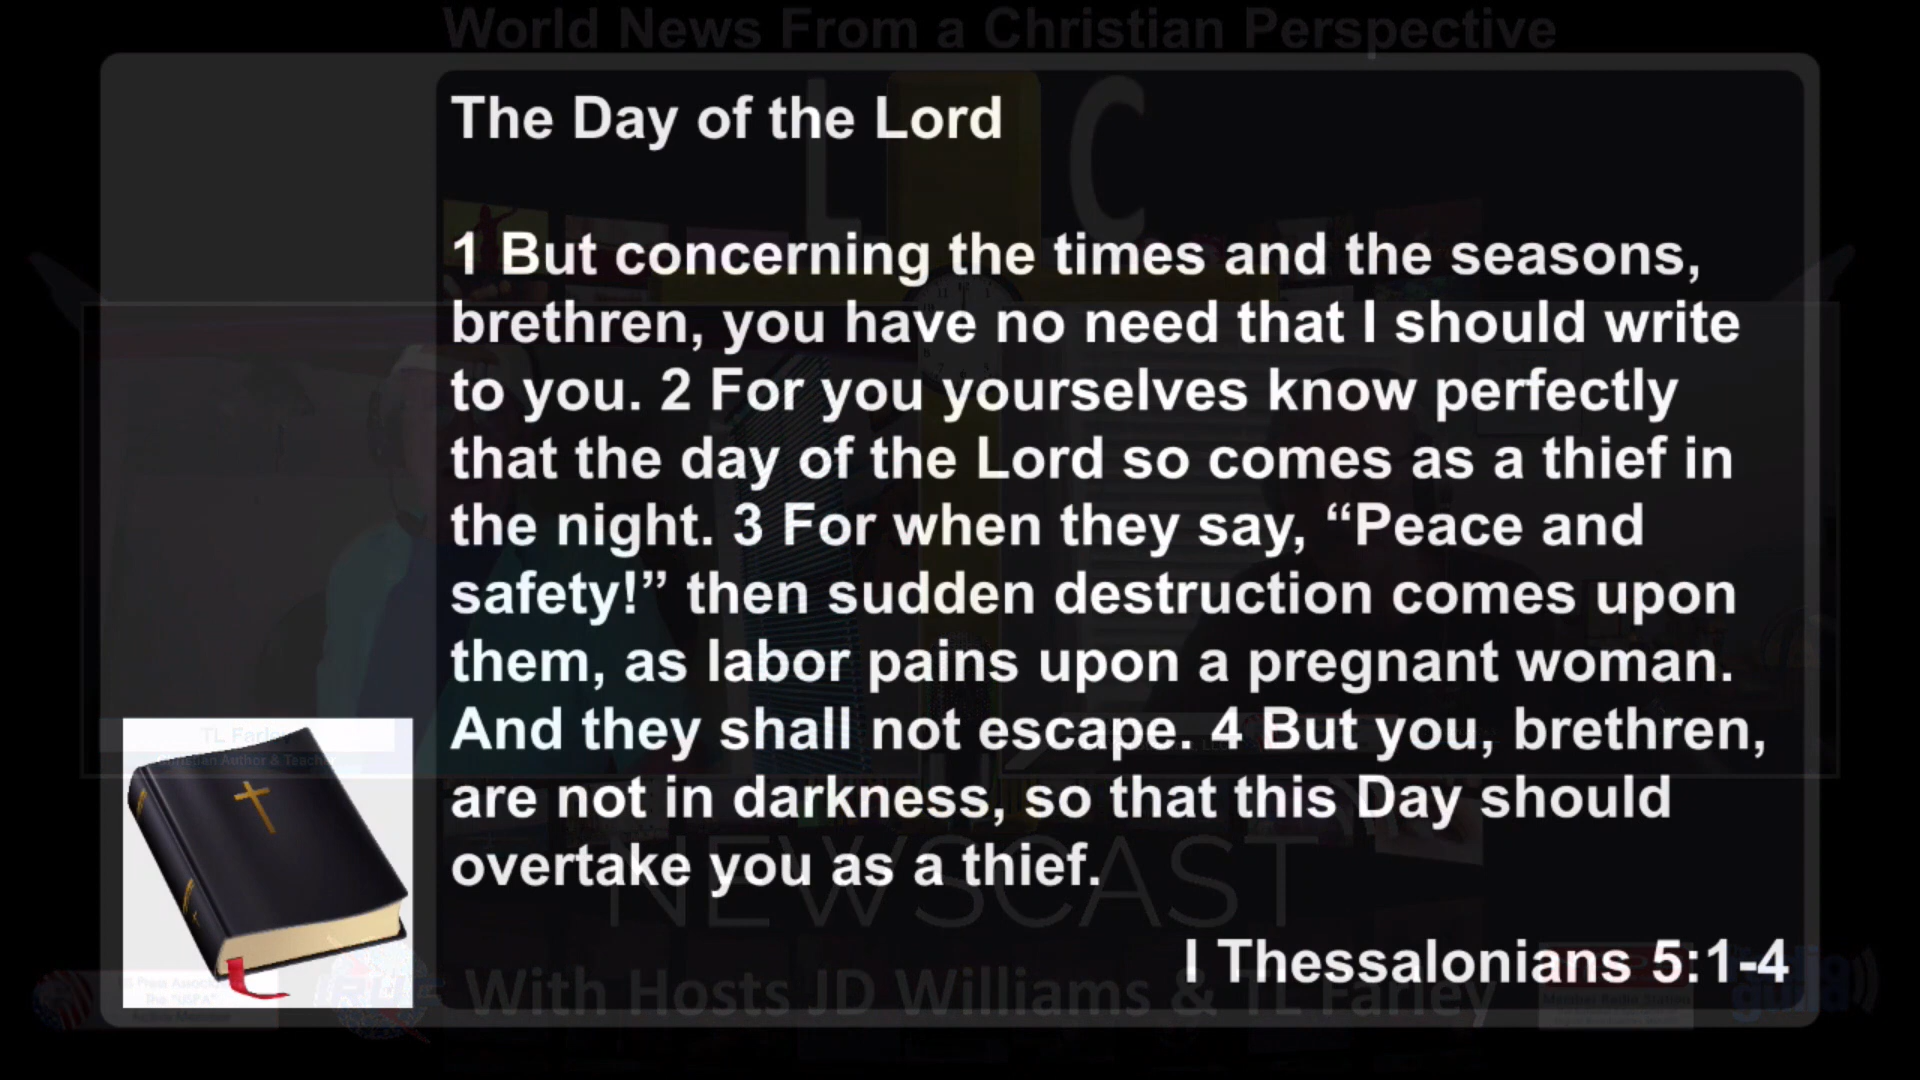 World News From a Christian Perspective
L C
The Day of the Lord
1 But concerning the times and the seasons,
brethren, you have no need that I should write
to you. 2 For you yourselves know perfectly
that the day of the Lord so comes as a thief in
the night. 3 For when they say, “Peace and
safety!” then sudden destruction comes upon
them, as labor pains upon a pregnant woman.
And they shall not escape. 4 But you, brethren,
are not in darkness, so that this Day should
overtake you as a thief.
I Thessalonians 5:1-4
TL Farley
Author & Teacher
NEWSCAST
With Hosts JD Williams & TL Farley